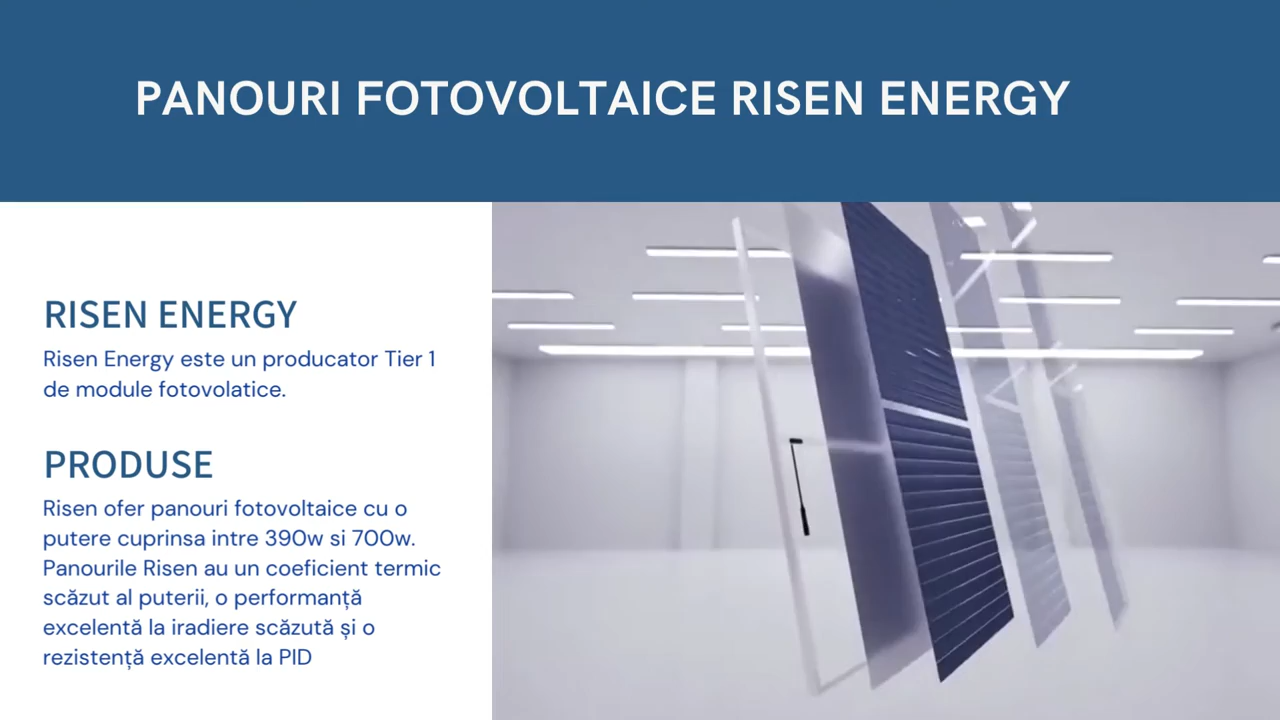 PANOURI FOTOVOLTAICE RISEN ENERGY
RISEN ENERGY
Risen Energy este un producator Tier 1
de module fotovolatice.
PRODUSE
Risen ofer panouri fotovoltaice cu o
putere cuprinsa intre 390w si 700w.
Panourile Risen au un coeficient termic
scăzut al puterii, o performanță
excelentă la iradiere scăzută și o
rezistență excelentă la PID